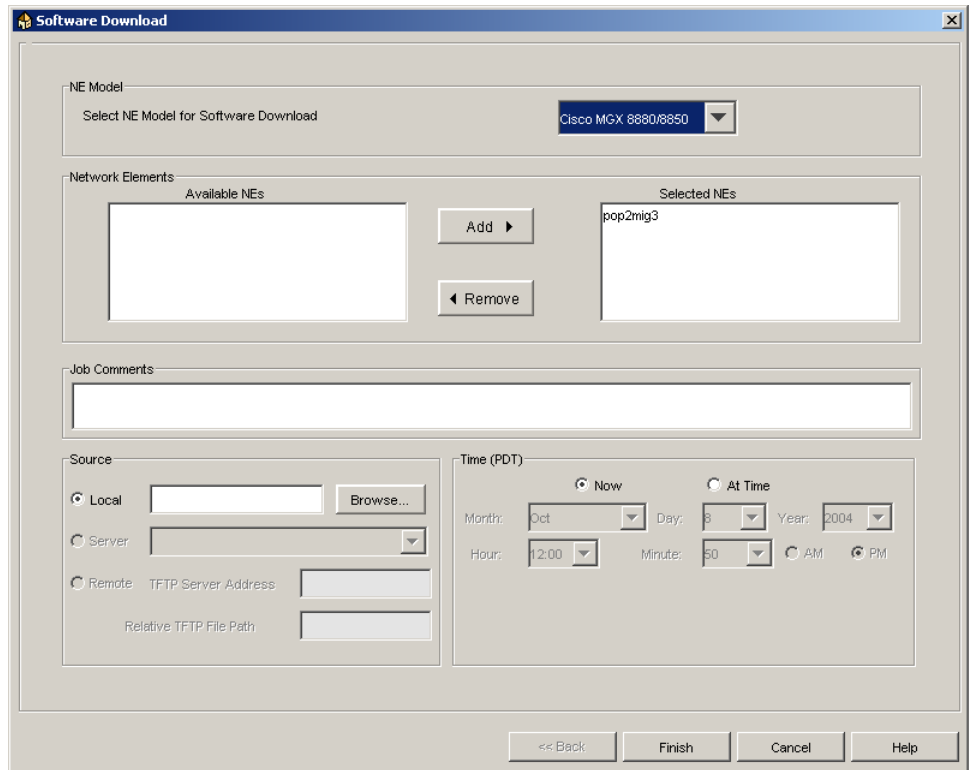 Software Download
NE Model
Select NE Model for Software Download
Cisco MGX 8880/8850
Network Elements
Available NEs
Selected NEs
pop2mig3
Add
Remove
Job Comments
Source
Local
Browse...
Server
Remote TFTP Server Address
Relative TFTP File Path
Time (PDT)
Now At Time
Month: Oct Day: 8 Year: 2004
Hour: 12:00 Minute: 50 AM PM
<< Back Finish Cancel Help